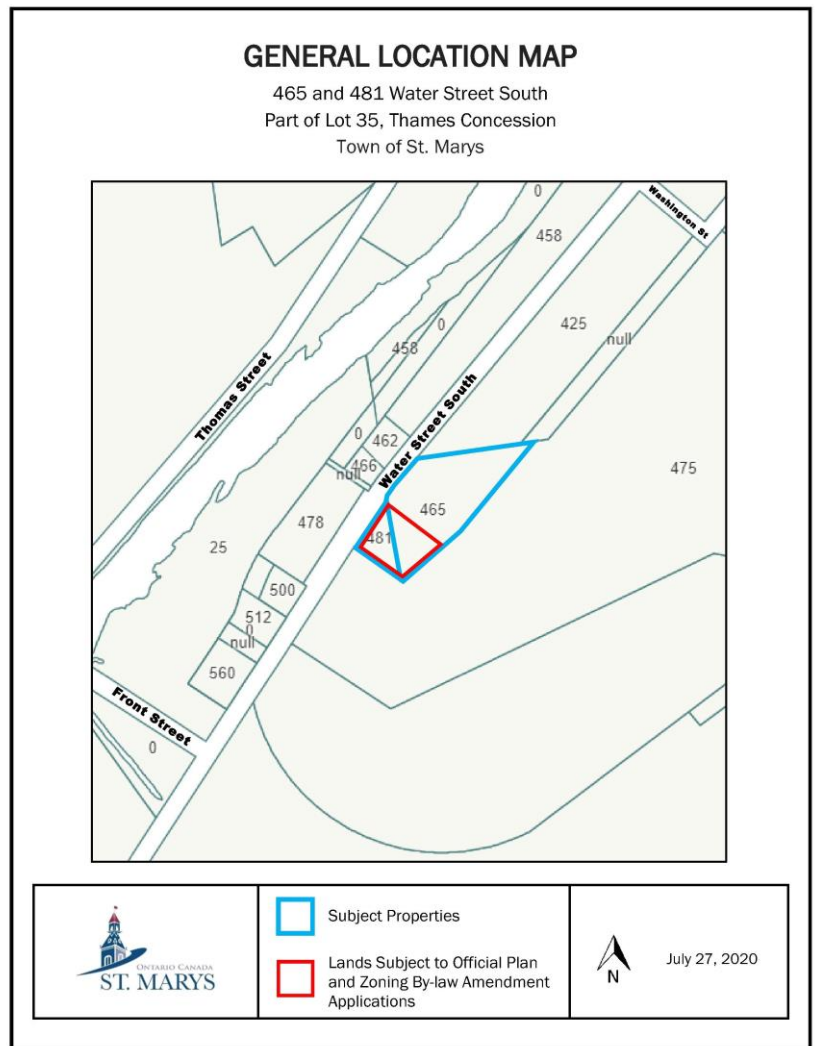 GENERAL LOCATION MAP
465 and 481 Water Street South
Part of Lot 35, Thames Concession
Town of St. Marys
0
Washington St
458
425
null
0
458
Thomas Street
Water Street South
0
462
466
null
475
465
478
481
25
500
512
0
null
560
Front Street
0
ONTARIO CANADA
ST. MARYS
Subject Properties
Lands Subject to Official Plan
and Zoning By-law Amendment
Applications
N
July 27, 2020